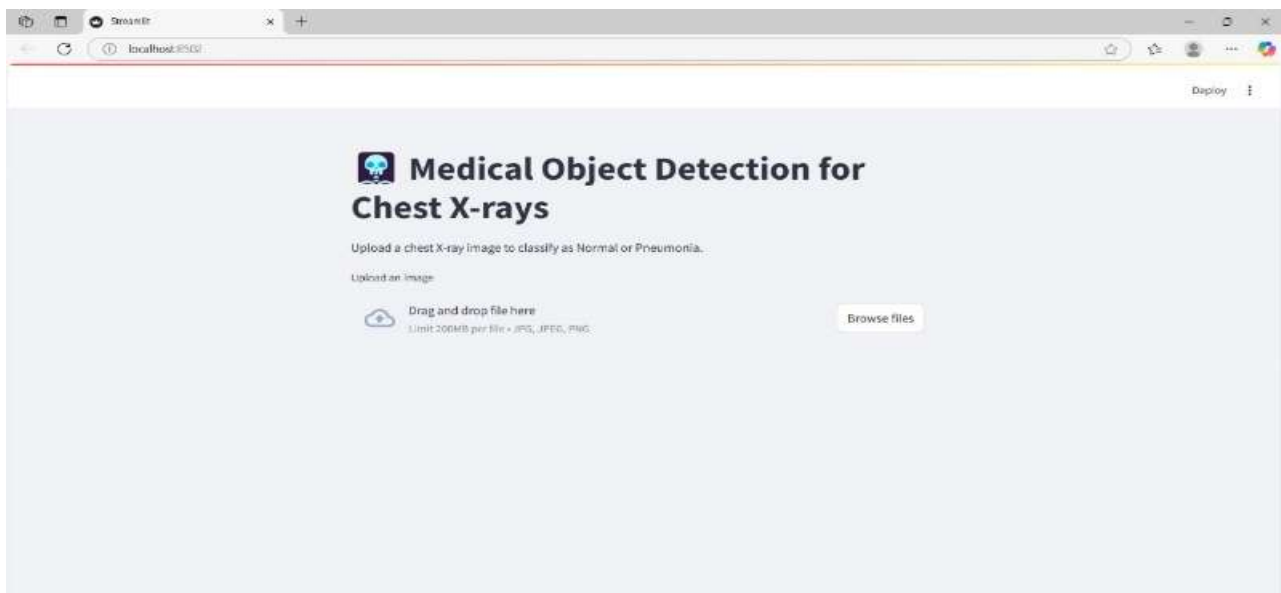 Streamlit
localhost:8502
Deploy
Medical Object Detection for
Chest X-rays
Upload a chest X-ray image to classify as Normal or Pneumonia.
Upload an image
Drag and drop file here
Limit 200MB per file • JPG, JPEG, PNG
Browse files